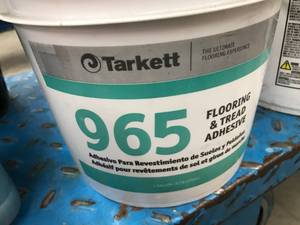 Tarkett
THE ULTIMATE
FLOORING EXPERIENCE
965
FLOORING
& TREAD
ADHESIVE
Adhesivo Para Revestimiento de Suelos y Peldaños
Adhésif pour revêtements de sol et giron de